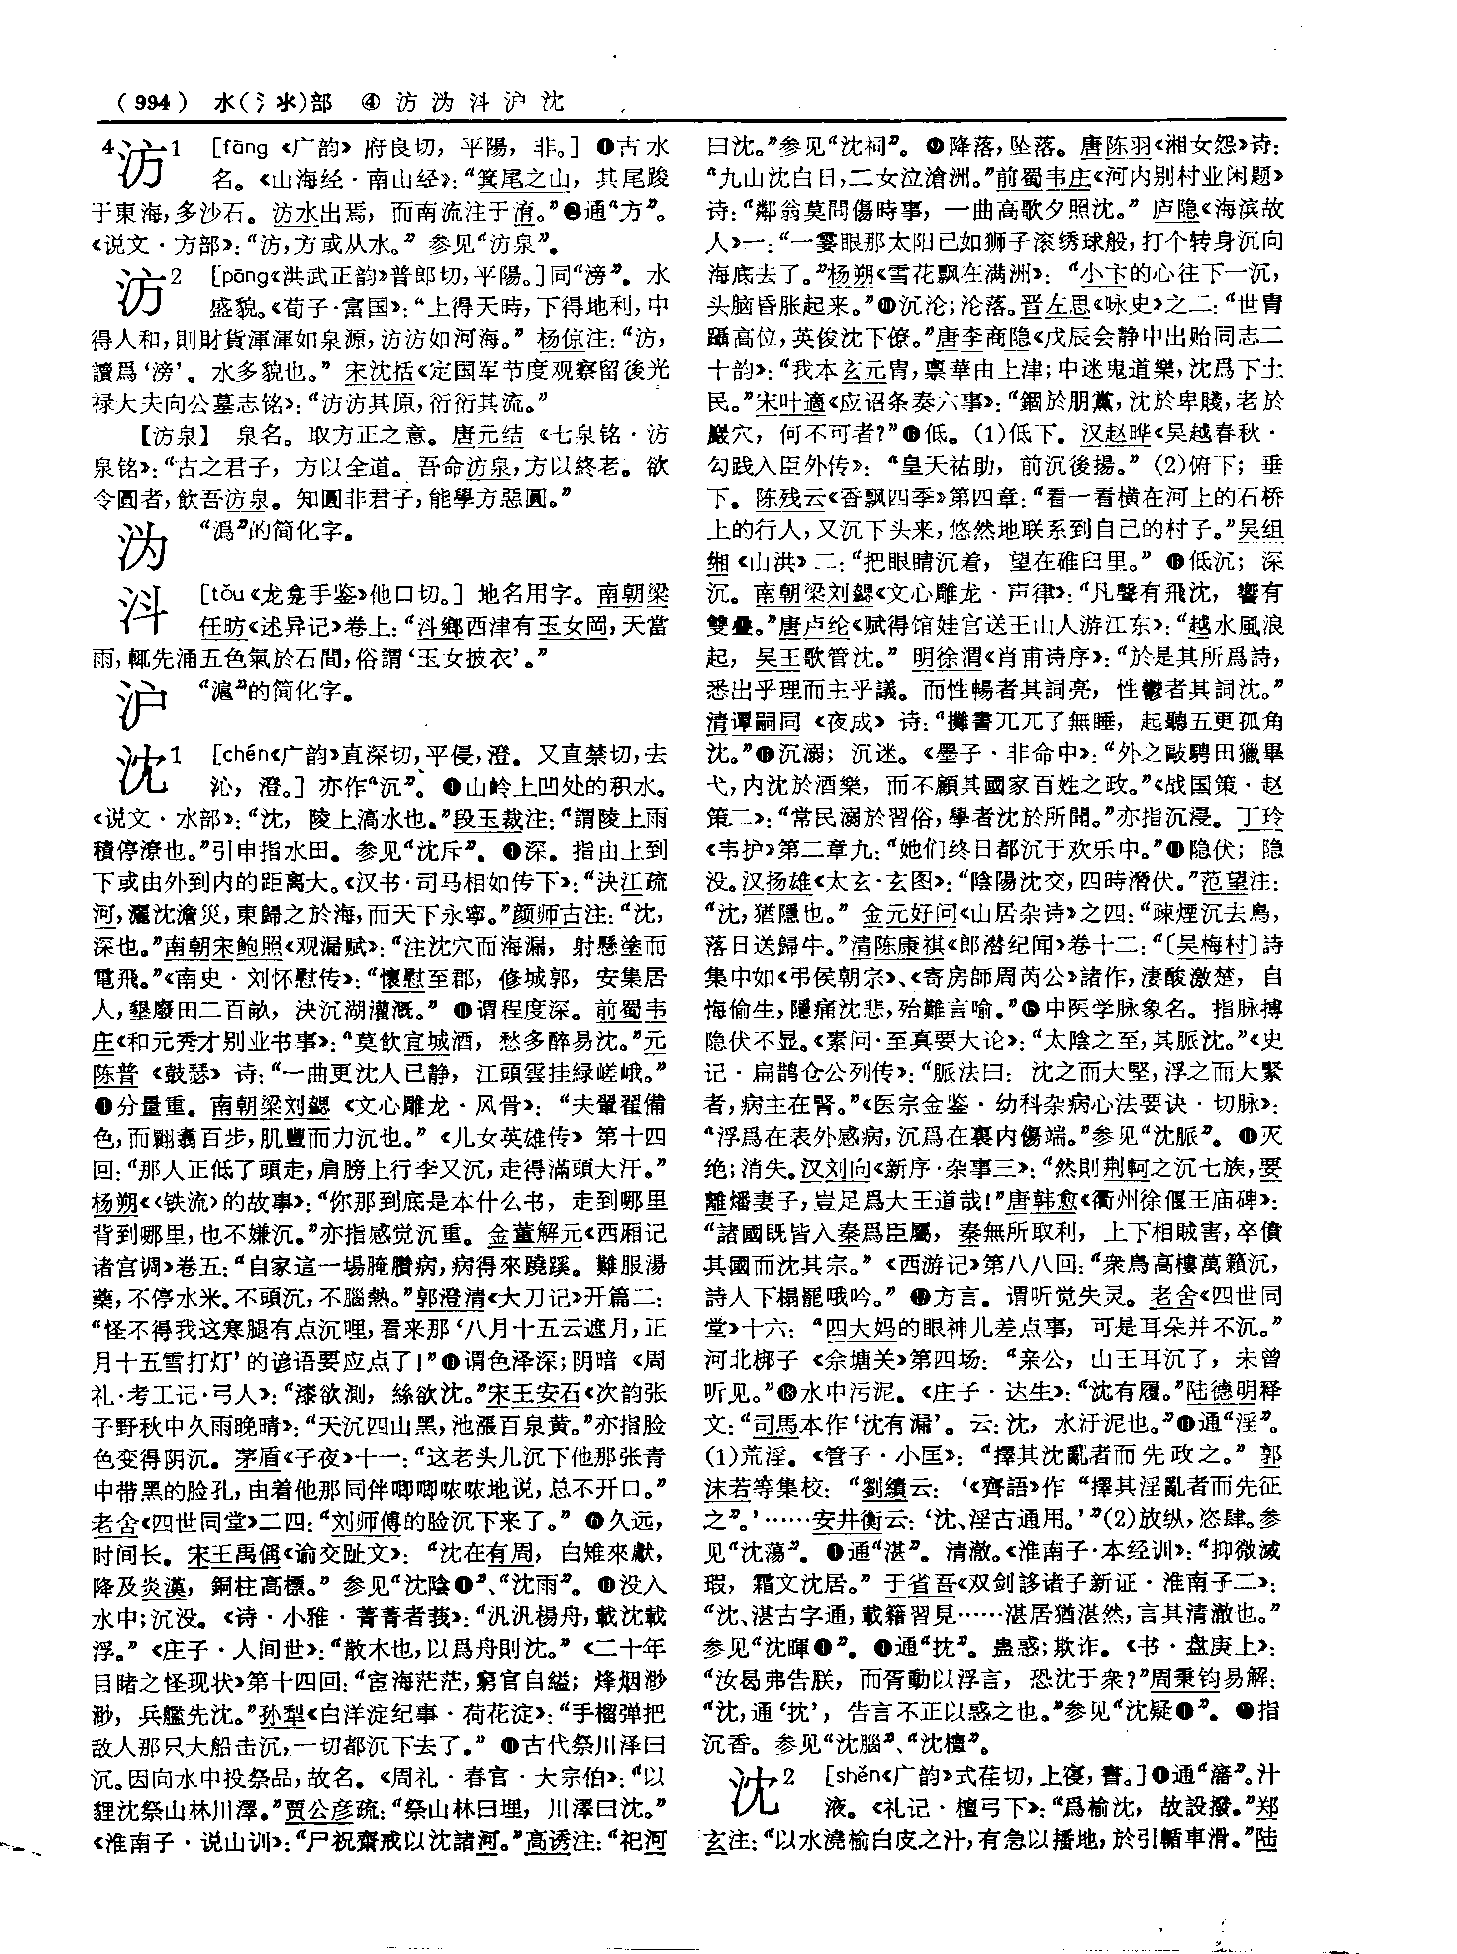 (994) 水(氵氺)部 ④ 汸沩㳆沪沈
4汸1 [fāng《广韵》府良切，平陽，非。] ❶古水
名。《山海经·南山经》：“箕尾之山，其尾踆
于東海，多沙石。汸水出焉，而南流注于淯。”❷通“方”。
《说文·方部》：“汸，方或从水。” 参见“汸泉”。
汸2 [pāng《洪武正韵》普郎切，平陽。]同“滂”。水
盛貌。《荀子·富国》：“上得天時，下得地利，中
得人和，則財貨渾渾如泉源，汸汸如河海。” 杨倞注：“汸，
讀爲‘滂’。水多貌也。” 宋沈括《定国军节度观察留後光
禄大夫向公墓志铭》：“汸汸其原，衍衍其流。”
【汸泉】 泉名。取方正之意。唐元结《七泉铭·汸
泉铭》：“古之君子，方以全道。吾命汸泉，方以終老。欲
令圓者，飲吾汸泉。知圓非君子，能學方惡圓。”
沩 “潙”的简化字。
㳆 [tǒu《龙龛手鉴》他口切。] 地名用字。南朝梁
任昉《述异记》卷上：“㳆鄉西津有玉女岡，天當
雨，輒先涌五色氣於石間，俗謂‘玉女披衣’。”
沪 “滬”的简化字。
沈1 [chén《广韵》直深切，平侵，澄。又直禁切，去
沁，澄。] 亦作“沉”。❶山岭上凹处的积水。
《说文·水部》：“沈，陵上滈水也。”段玉裁注：“謂陵上雨
積停潦也。”引申指水田。参见“沈斥”。❷深。指由上到
下或由外到内的距离大。《汉书·司马相如传下》：“決江疏
河，灑沈澹災，東歸之於海，而天下永寧。”颜师古注：“沈，
深也。”南朝宋鲍照《观漏赋》：“注沈穴而海漏，射懸塗而
電飛。”《南史·刘怀慰传》：“懷慰至郡，修城郭，安集居
人，墾廢田二百畝，決沉湖灌溉。” ❸谓程度深。前蜀韦
庄《和元秀才别业书事》：“莫飲宜城酒，愁多醉易沈。”元
陈普《鼓瑟》诗：“一曲更沈人已静，江頭雲挂緑嵯峨。”
❹分量重。南朝梁刘勰《文心雕龙·风骨》：“夫翬翟備
色，而翾翥百步，肌豐而力沉也。”《儿女英雄传》第十四
回：“那人正低了頭走，肩膀上行李又沉，走得滿頭大汗。”
杨朔《〈铁流〉的故事》：“你那到底是本什么书，走到哪里
背到哪里，也不嫌沉。”亦指感觉沉重。金董解元《西厢记
诸宫调》卷五：“自家這一場腌臢病，病得來蹺蹊。難服湯
藥，不停水米。不頭沉，不腦熱。”郭澄清《大刀记》开篇二：
“怪不得我这寒腿有点沉哩，看来那‘八月十五云遮月，正
月十五雪打灯’的谚语要应点了！”❺谓色泽深；阴暗《周
礼·考工记·弓人》：“漆欲測，絲欲沈。”宋王安石《次韵张
子野秋中久雨晚晴》：“天沉四山黑，池漲百泉黄。”亦指脸
色变得阴沉。茅盾《子夜》十一：“这老头儿沉下他那张青
中带黑的脸孔，由着他那同伴唧唧哝哝地说，总不开口。”
老舍《四世同堂》二四：“刘师傅的脸沉下来了。” ❻久远，
时间长。宋王禹偁《谕交趾文》：“沈在有周，白雉來獻，
降及炎漢，銅柱高標。” 参见“沈陰❶”、“沈雨”。❼没入
水中；沉没。《诗·小雅·菁菁者莪》：“汎汎楊舟，載沈載
浮。”《庄子·人间世》：“散木也，以爲舟則沈。”《二十年
目睹之怪现状》第十四回：“宦海茫茫，窮官自縊；烽烟渺
渺，兵艦先沈。”孙犁《白洋淀纪事·荷花淀》：“手榴弹把
敌人那只大船击沉，一切都沉下去了。” ❽古代祭川泽曰
沉。因向水中投祭品，故名。《周礼·春官·大宗伯》：“以
貍沈祭山林川澤。”贾公彦疏：“祭山林曰埋，川澤曰沈。”
《淮南子·说山训》：“尸祝齋戒以沈諸河。”高诱注：“祀河
曰沈。”参见“沈祠”。❾降落，坠落。唐陈羽《湘女怨》诗：
“九山沈白日，二女泣滄洲。”前蜀韦庄《河内别村业闲题》
诗：“鄰翁莫問傷時事，一曲高歌夕照沈。” 庐隐《海滨故
人》一：“一霎眼那太阳已如狮子滚绣球般，打个转身沉向
海底去了。”杨朔《雪花飘在满洲》：“小卞的心往下一沉，
头脑昏胀起来。”❿沉沦；沦落。晋左思《咏史》之二：“世胄
躡高位，英俊沈下僚。”唐李商隐《戊辰会静中出贻同志二
十韵》：“我本玄元胄，禀華由上津；中迷鬼道樂，沈爲下土
民。”宋叶適《应诏条奏六事》：“錮於朋黨，沈於卑賤，老於
巖穴，何不可者？”⓫低。(1)低下。汉赵晔《吴越春秋·
勾践入臣外传》：“皇天祐助，前沉後揚。” (2)俯下；垂
下。陈残云《香飘四季》第四章：“看一看横在河上的石桥
上的行人，又沉下头来，悠然地联系到自己的村子。”吴组
缃《山洪》二：“把眼睛沉着，望在碓臼里。” ⓬低沉；深
沉。南朝梁刘勰《文心雕龙·声律》：“凡聲有飛沈，響有
雙疊。”唐卢纶《赋得馆娃宫送王山人游江东》：“越水風浪
起，吴王歌管沈。” 明徐渭《肖甫诗序》：“於是其所爲詩，
悉出乎理而主乎議。而性暢者其詞亮，性鬱者其詞沈。”
清谭嗣同《夜成》诗：“攤書兀兀了無睡，起聽五更孤角
沈。”⓭沉溺；沉迷。《墨子·非命中》：“外之敺騁田獵畢
弋，内沈於酒樂，而不顧其國家百姓之政。”《战国策·赵
策二》：“常民溺於習俗，學者沈於所聞。”亦指沉浸。丁玲
《韦护》第二章九：“她们终日都沉于欢乐中。”⓮隐伏；隐
没。汉扬雄《太玄·玄图》：“陰陽沈交，四時潛伏。”范望注：
“沈，猶隱也。” 金元好问《山居杂诗》之四：“疎煙沉去鳥，
落日送歸牛。”清陈康祺《郎潜纪闻》卷十二：“〔吴梅村〕詩
集中如《弔侯朝宗》、《寄房師周芮公》諸作，淒酸激楚，自
悔偷生，隱痛沈悲，殆難言喻。”⓯中医学脉象名。指脉搏
隐伏不显。《素问·至真要大论》：“太陰之至，其脈沈。”《史
记·扁鹊仓公列传》：“脈法曰：沈之而大堅，浮之而大緊
者，病主在腎。”《医宗金鉴·幼科杂病心法要诀·切脉》：
“浮爲在表外感病，沉爲在裏内傷端。”参见“沈脈”。⓰灭
绝；消失。汉刘向《新序·杂事三》：“然則荆軻之沉七族，要
離燔妻子，豈足爲大王道哉！”唐韩愈《衢州徐偃王庙碑》：
“諸國既皆入秦爲臣屬，秦無所取利，上下相賊害，卒僨
其國而沈其宗。”《西游记》第八八回：“衆鳥高樓萬籟沉，
詩人下榻罷哦吟。” ⓱方言。谓听觉失灵。老舍《四世同
堂》十六：“四大妈的眼神儿差点事，可是耳朵并不沉。”
河北梆子《佘塘关》第四场：“亲公，山王耳沉了，未曾
听见。”⓲水中污泥。《庄子·达生》：“沈有履。”陆德明释
文：“司馬本作‘沈有漏’。云：沈，水汙泥也。”⓳通“淫”。
(1)荒淫。《管子·小匡》：“擇其沈亂者而先政之。” 郭
沫若等集校：“劉績云：‘《齊語》作“擇其淫亂者而先征
之”。’……安井衡云：‘沈、淫古通用。’”(2)放纵，恣肆。参
见“沈荡”。⓴通“湛”。清澈。《淮南子·本经训》：“抑微滅
瑕，霜文沈居。” 于省吾《双剑誃诸子新证·淮南子二》：
“沈、湛古字通，載籍習見……湛居猶湛然，言其清澈也。”
参见“沈暉❶”。㉑通“抌”。蛊惑；欺诈。《书·盘庚上》：
“汝曷弗告朕，而胥動以浮言，恐沈于衆？”周秉钧易解：
“沈，通‘抌’，告言不正以惑之也。”参见“沈疑❶”。㉒指
沉香。参见“沈腦”、“沈檀”。
沈2 [shěn《广韵》式荏切，上寑，書。]❶通“瀋”。汁
液。《礼记·檀弓下》：“爲榆沈，故設撥。”郑
玄注：“以水澆榆白皮之汁，有急以播地，於引輴車滑。”陆